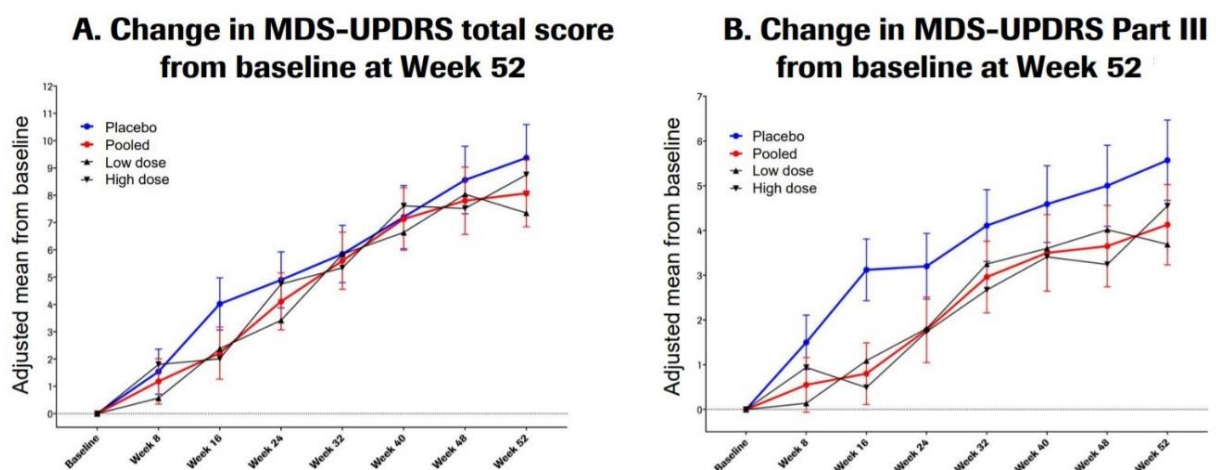 A. Change in MDS-UPDRS total score
from baseline at Week 52
Adjusted mean from baseline
12
11
10
9
8
7
6
5
4
3
2
1
0
Placebo
Pooled
Low dose
High dose
Baseline
Week 8
Week 16
Week 24
Week 32
Week 40
Week 48
Week 52
B. Change in MDS-UPDRS Part III
from baseline at Week 52
Adjusted mean from baseline
7
6
5
4
3
2
1
0
Placebo
Pooled
Low dose
High dose
Baseline
Week 8
Week 16
Week 24
Week 32
Week 40
Week 48
Week 52